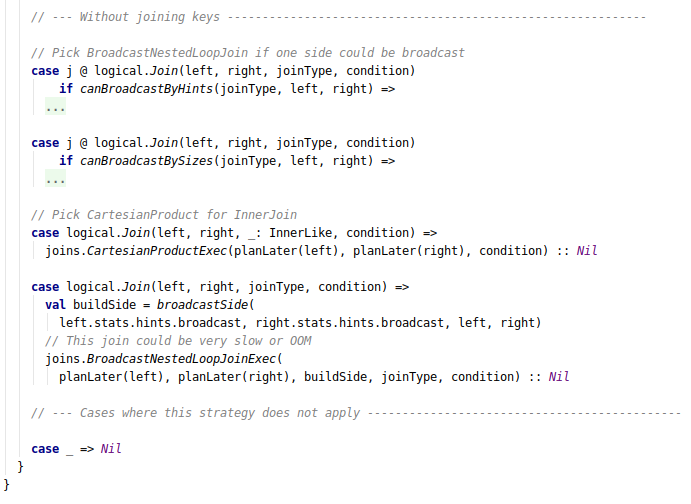 // --- Without joining keys ------------------------------------------------------------
// Pick BroadcastNestedLoopJoin if one side could be broadcast
case j @ logical.Join(left, right, joinType, condition)
if canBroadcastByHints(joinType, left, right) =>
...
case j @ logical.Join(left, right, joinType, condition)
if canBroadcastBySizes(joinType, left, right) =>
...
// Pick CartesianProduct for InnerJoin
case logical.Join(left, right, _: InnerLike, condition) =>
joins.CartesianProductExec(planLater(left), planLater(right), condition) :: Nil
case logical.Join(left, right, joinType, condition) =>
val buildSide = broadcastSide(
left.stats.hints.broadcast, right.stats.hints.broadcast, left, right)
// This join could be very slow or OOM
joins.BroadcastNestedLoopJoinExec(
planLater(left), planLater(right), buildSide, joinType, condition) :: Nil
// --- Cases where this strategy does not apply ---------------------------------------------
case _ => Nil
}
}